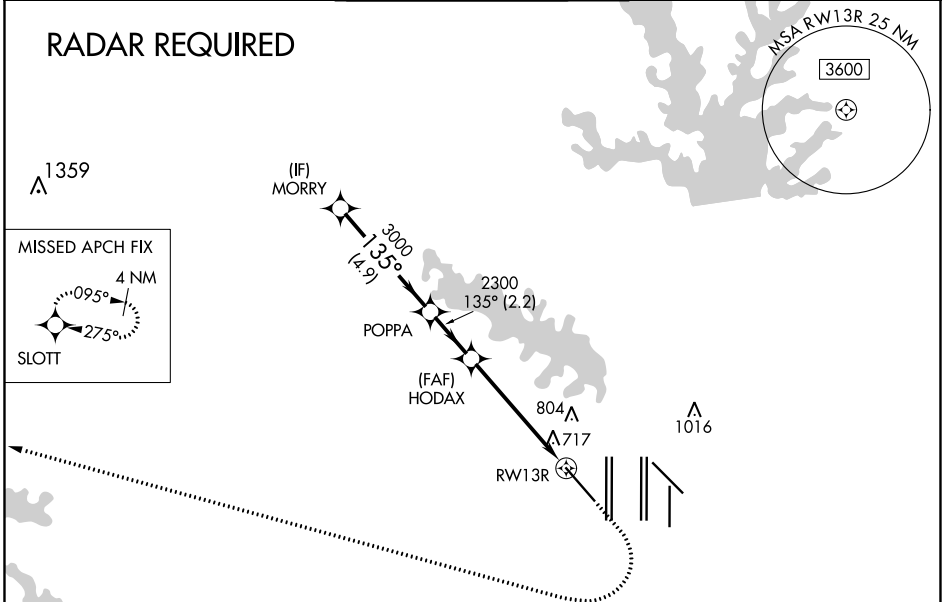 RADAR REQUIRED
MSA RW13R 25 NM
3600
1359
(IF)
MORRY
3000
135°
(4.9)
MISSED APCH FIX
4 NM
095°
275°
SLOTT
2300
135° (2.2)
POPPA
(FAF)
HODAX
804
717
1016
RW13R